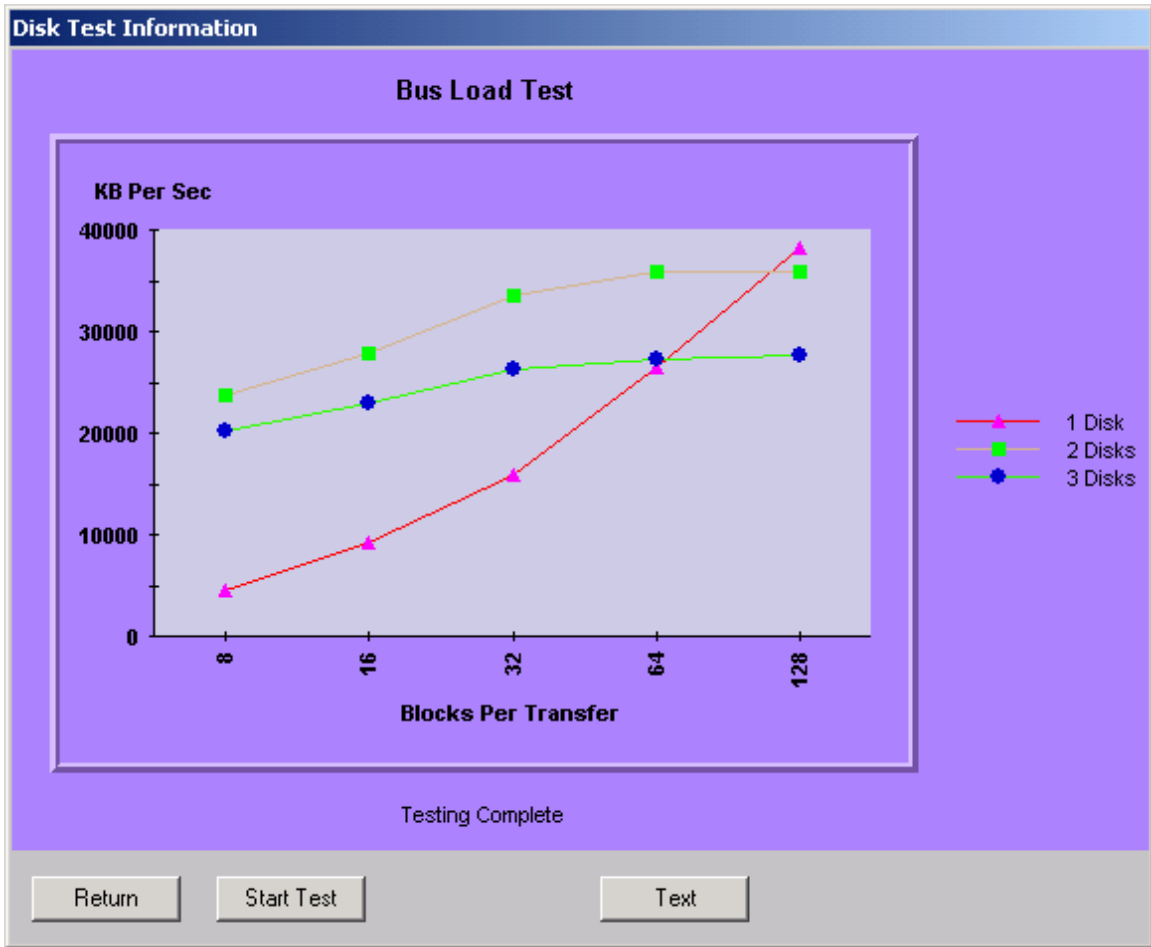 Disk Test Information
Bus Load Test
KB Per Sec
40000
30000
20000
10000
0
8 16 32 64 128
Blocks Per Transfer
1 Disk
2 Disks
3 Disks
Testing Complete
Return Start Test Text